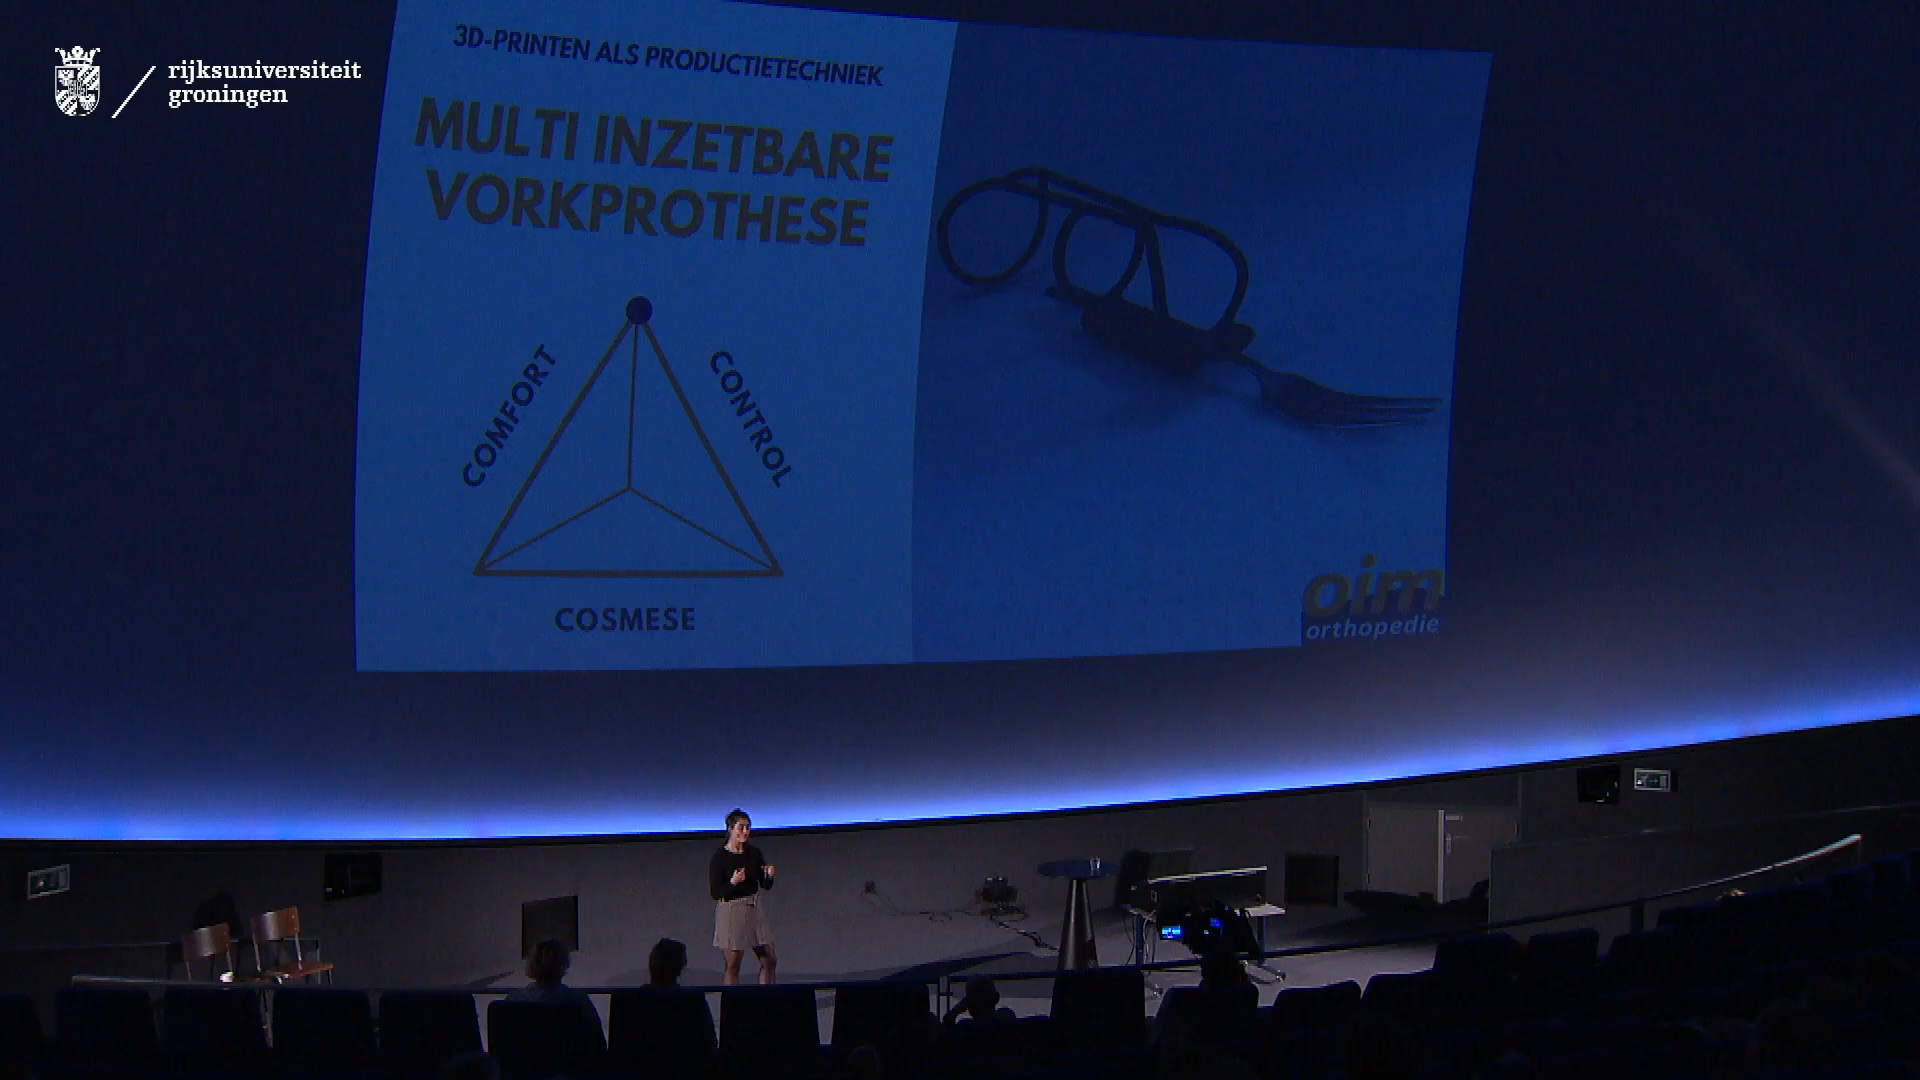 rijksuniversiteit
groningen
3D-PRINTEN ALS PRODUCTIETECHNIEK
MULTI INZETBARE
VORKPROTHESE
COMFORT
CONTROL
COSMESE
oim
orthopedie